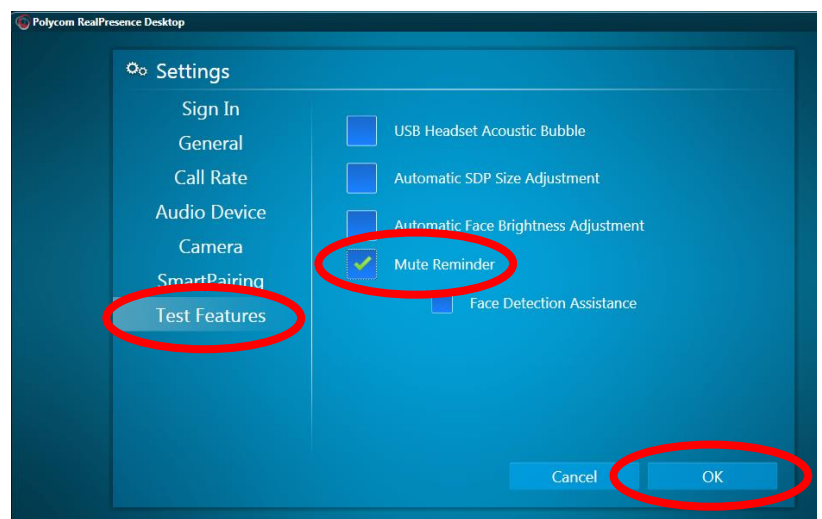 Polycom RealPresence Desktop
Settings
Sign In
General
Call Rate
Audio Device
Camera
SmartPairing
Test Features
USB Headset Acoustic Bubble
Automatic SDP Size Adjustment
Automatic Face Brightness Adjustment
Mute Reminder
Face Detection Assistance
Cancel
OK